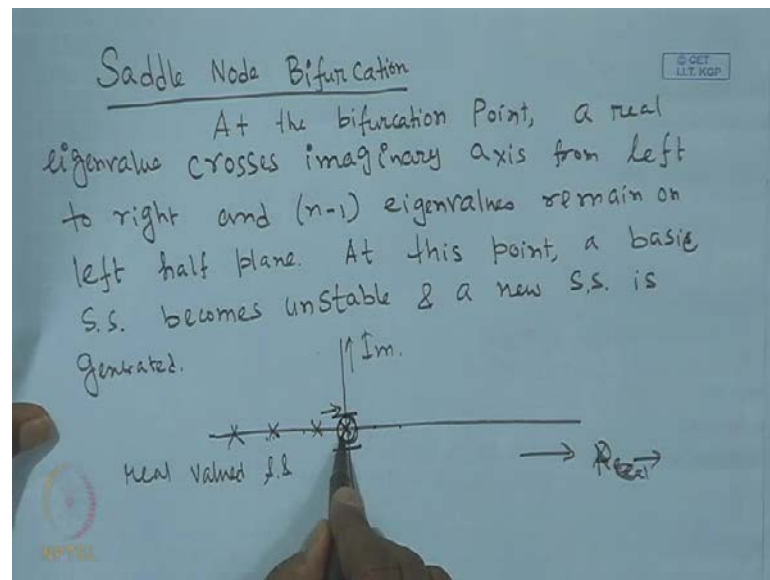 Saddle Node Bifurcation
© CET
I.I.T. KGP
At the bifurcation Point, a real
eigenvalue crosses imaginary axis from left
to right and (n-1) eigenvalues remain on
left half plane. At this point, a basic
S.S. becomes unstable & a new S.S. is
generated.
Im.
Real
real valued S.S
NPTEL